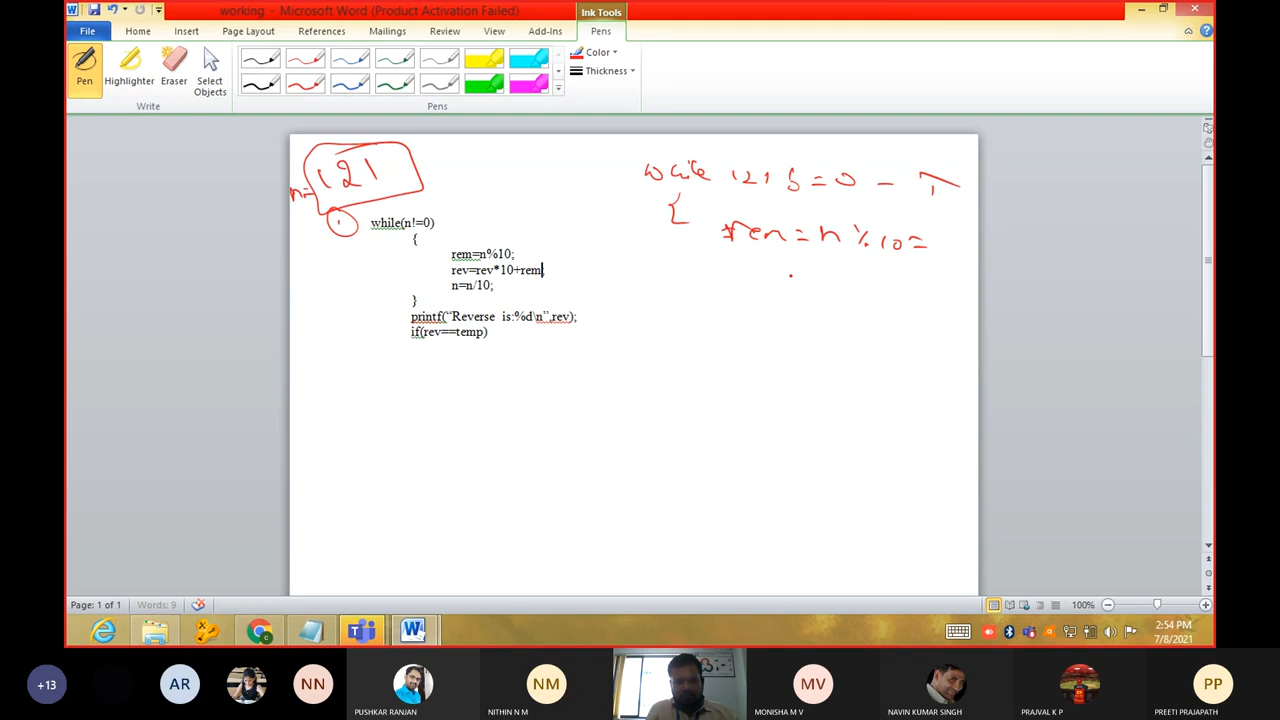 working - Microsoft Word (Product Activation Failed)
Ink Tools
File Home Insert Page Layout References Mailings Review View Add-Ins Pens
Pen Highlighter Eraser Select Objects
Color
Thickness
Write Pens
n= 121
1
while 121 != 0 - T
{
rem = n % 10 =
while(n!=0)
{
rem=n%10;
rev=rev*10+rem;
n=n/10;
}
printf("Reverse is:%d\n",rev);
if(rev==temp)
Page: 1 of 1 Words: 9 100%
2:54 PM
7/8/2021
+13 AR NN NM MV PP
PUSHKAR RANJAN NITHIN N M MONISHA M V NAVIN KUMAR SINGH PRAJVAL K P PREETI PRAJAPATH